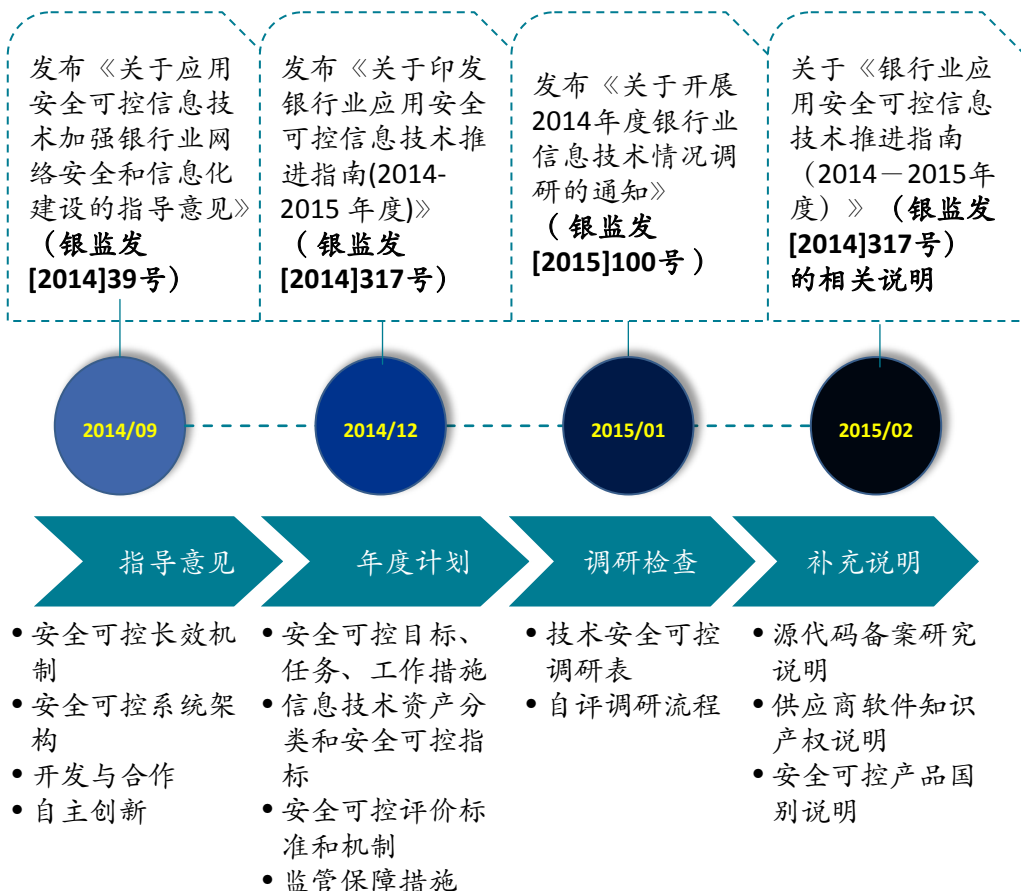 发布《关于应用
安全可控信息技
术加强银行业网
络安全和信息化
建设的指导意见》
（银监发
[2014]39号）
发布《关于印发
银行业应用安全
可控信息技术推
进指南(2014-
2015 年度)》
（银监发
[2014]317号）
发布《关于开展
2014年度银行业
信息技术情况调
研的通知》
（银监发
[2015]100号）
关于《银行业应
用安全可控信息
技术推进指南
（2014－2015年
度）》（银监发
[2014]317号）
的相关说明
2014/09
2014/12
2015/01
2015/02
指导意见
年度计划
调研检查
补充说明
•安全可控长效机
制
•安全可控系统架
构
•开发与合作
•自主创新
•安全可控目标、
任务、工作措施
•信息技术资产分
类和安全可控指
标
•安全可控评价标
准和机制
•监管保障措施
•技术安全可控
调研表
•自评调研流程
•源代码备案研究
说明
•供应商软件知识
产权说明
•安全可控产品国
别说明